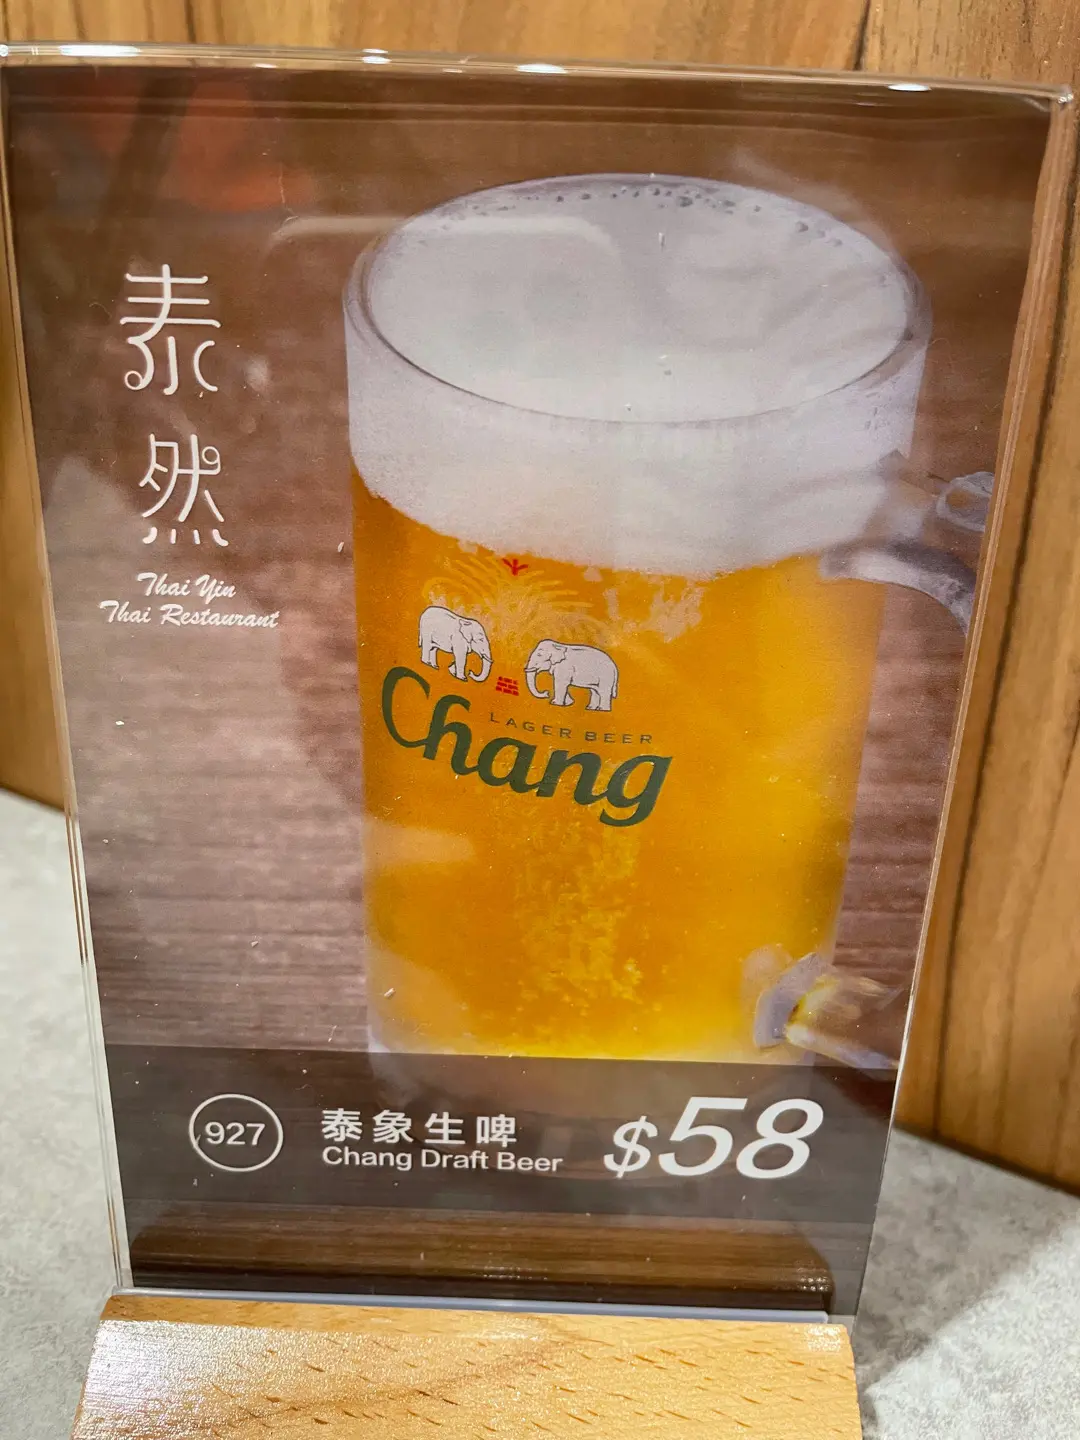 泰然
Thai Yin
Thai Restaurant
LAGER BEER
Chang
927
泰象生啤
Chang Draft Beer
$58